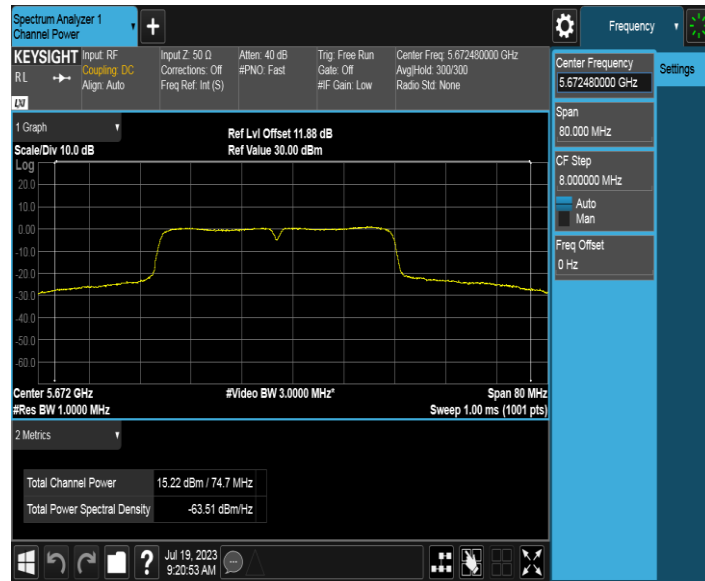 Spectrum Analyzer 1
Channel Power
+
Frequency
KEYSIGHT
RL
LXI
Input: RF
Coupling: DC
Align: Auto
Input Z: 50 Ω
Corrections: Off
Freq Ref: Int (S)
Atten: 40 dB
#PNO: Fast
Trig: Free Run
Gate: Off
#IF Gain: Low
Center Freq: 5.672480000 GHz
Avg|Hold: 300/300
Radio Std: None
Center Frequency
5.672480000 GHz
Settings
Span
80.000 MHz
CF Step
8.000000 MHz
Auto
Man
Freq Offset
0 Hz
1 Graph
Scale/Div 10.0 dB
Ref Lvl Offset 11.88 dB
Ref Value 30.00 dBm
Log
20.0
10.0
0.00
-10.0
-20.0
-30.0
-40.0
-50.0
-60.0
Center 5.672 GHz
#Video BW 3.0000 MHz*
Span 80 MHz
#Res BW 1.0000 MHz
Sweep 1.00 ms (1001 pts)
2 Metrics
Total Channel Power 15.22 dBm / 74.7 MHz
Total Power Spectral Density -63.51 dBm/Hz
?
Jul 19, 2023
9:20:53 AM